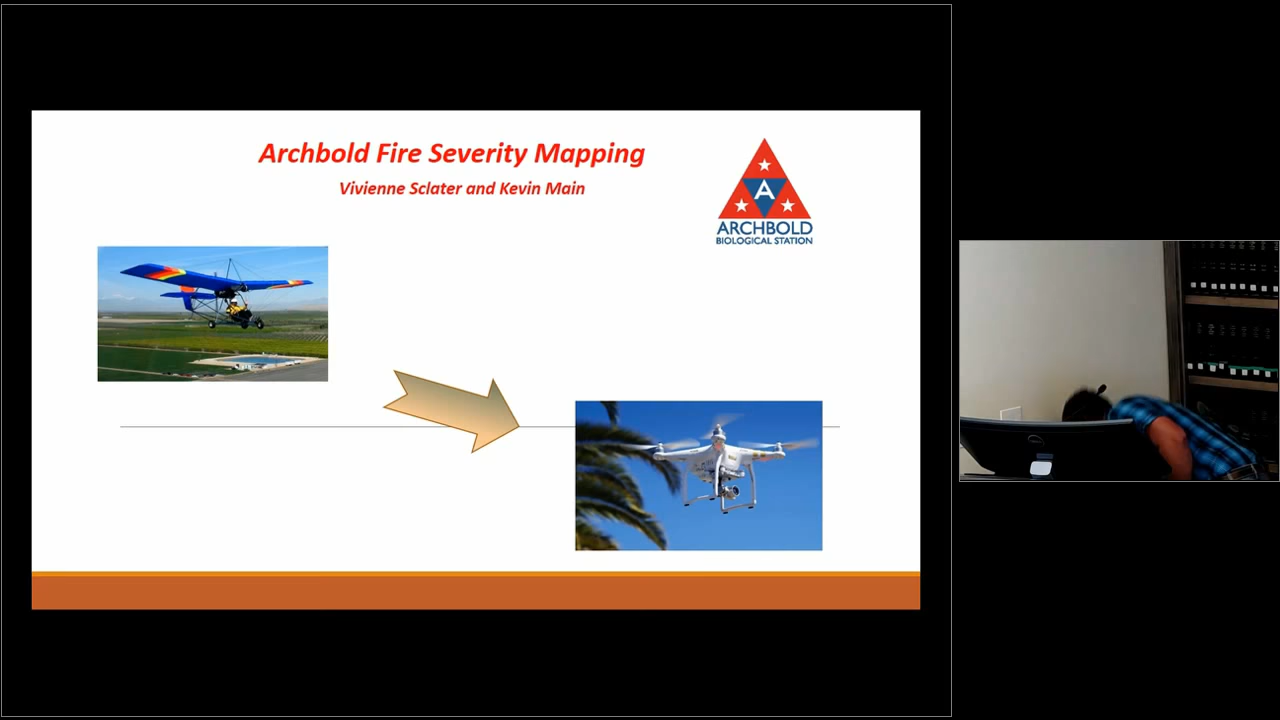 Archbold Fire Severity Mapping
Vivienne Sclater and Kevin Main
A
ARCHBOLD
BIOLOGICAL STATION